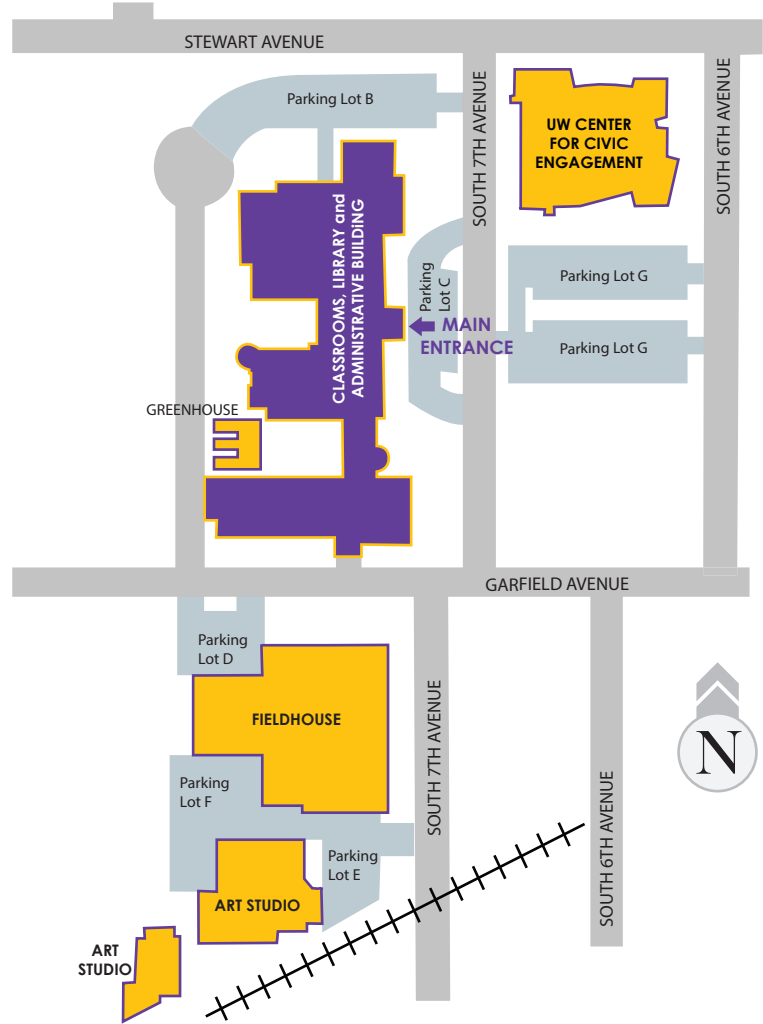 STEWART AVENUE
Parking Lot B
SOUTH 7TH AVENUE
UW CENTER
FOR CIVIC
ENGAGEMENT
SOUTH 6TH AVENUE
CLASSROOMS, LIBRARY and
ADMINISTRATIVE BUILDING
Parking
Lot C
Parking Lot G
MAIN
ENTRANCE
Parking Lot G
GREENHOUSE
GARFIELD AVENUE
Parking
Lot D
FIELDHOUSE
SOUTH 7TH AVENUE
N
Parking
Lot F
SOUTH 6TH AVENUE
Parking
Lot E
ART STUDIO
ART
STUDIO